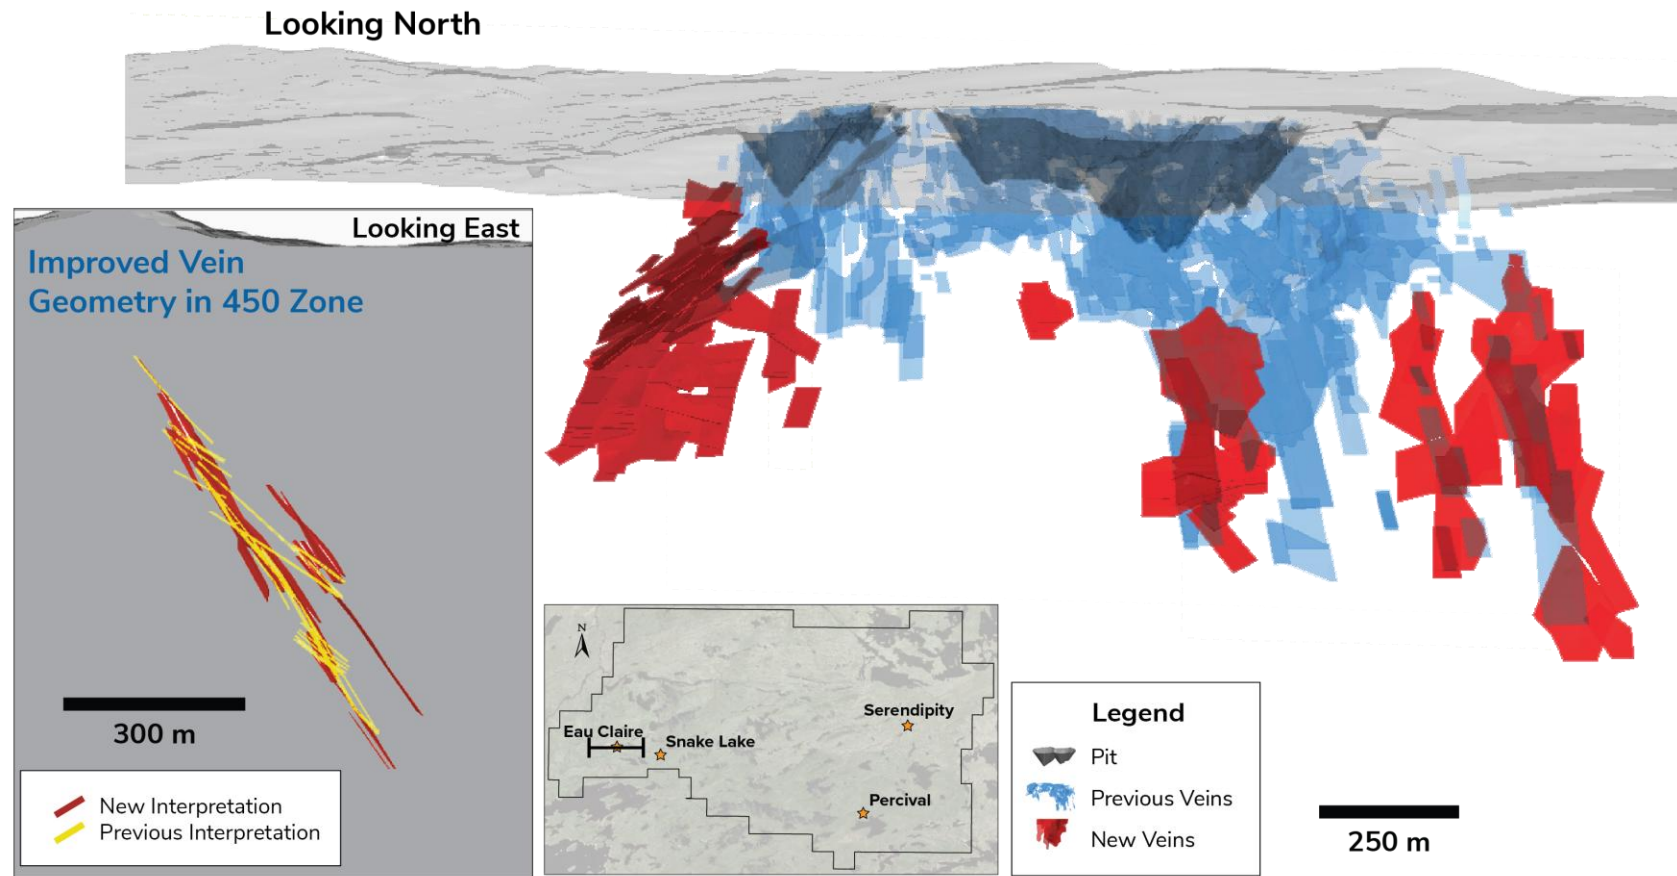 Looking North
Looking East
Improved Vein
Geometry in 450 Zone
300 m
New Interpretation
Previous Interpretation
N
Eau Claire
Snake Lake
Serendipity
Percival
Legend
Pit
Previous Veins
New Veins
250 m